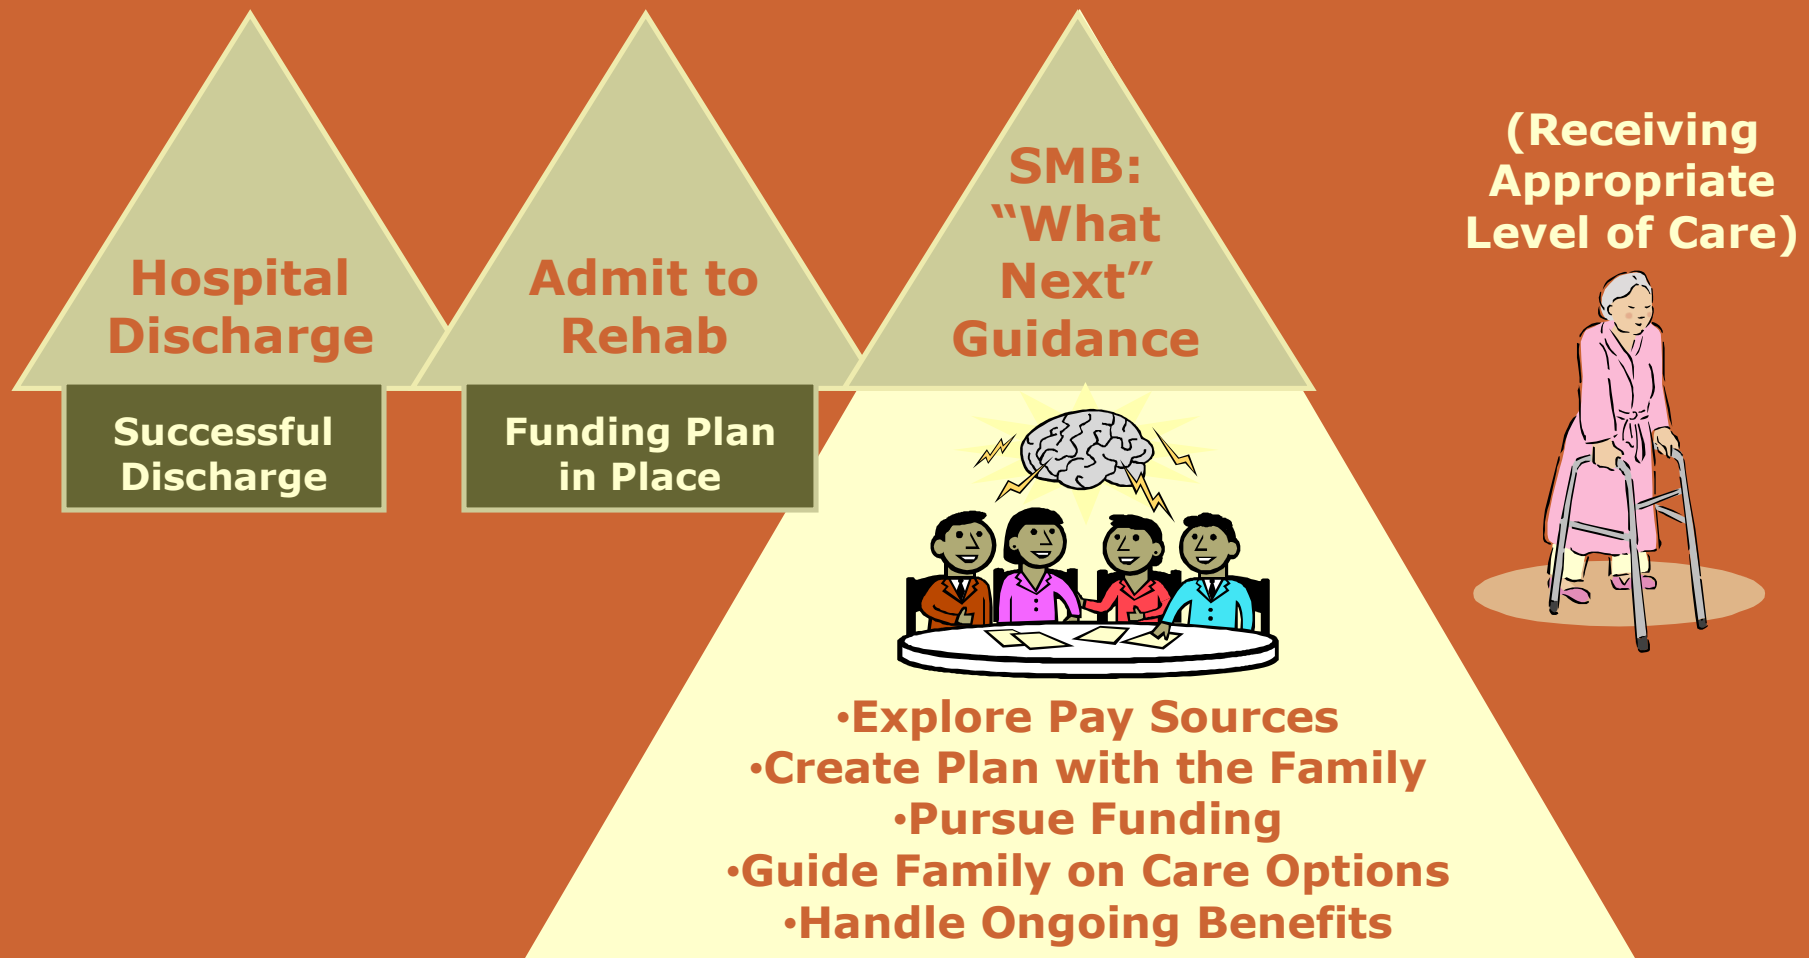 Hospital
Discharge
Successful
Discharge
Admit to
Rehab
Funding Plan
in Place
SMB:
“What
Next”
Guidance
•Explore Pay Sources
•Create Plan with the Family
•Pursue Funding
•Guide Family on Care Options
•Handle Ongoing Benefits
(Receiving
Appropriate
Level of Care)